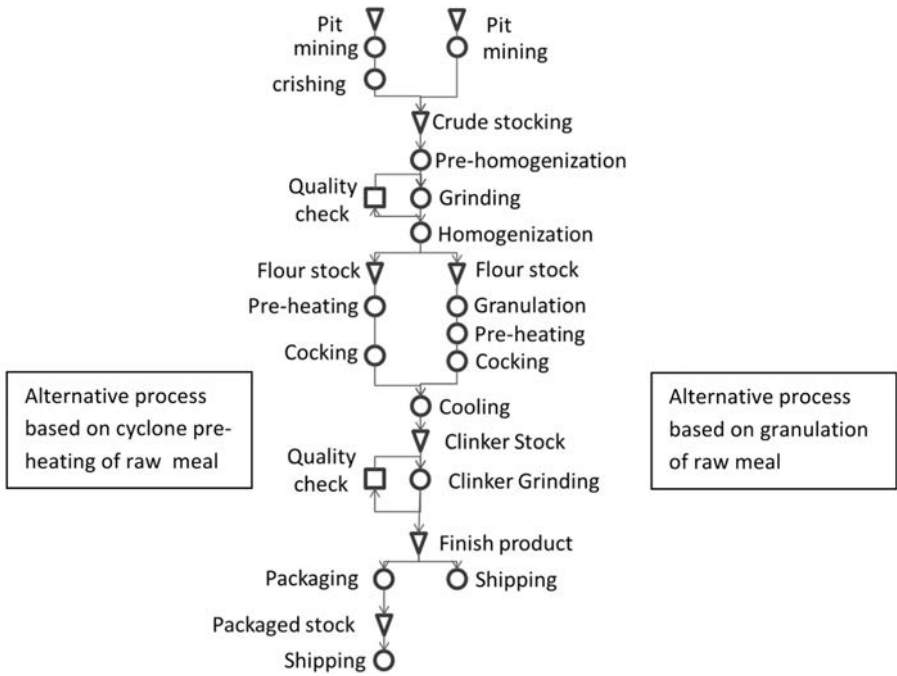 Pit
mining
Pit
mining
crishing
Crude stocking
Pre-homogenization
Quality
check
Grinding
Homogenization
Flour stock
Flour stock
Pre-heating
Granulation
Pre-heating
Cocking
Cocking
Alternative process
based on cyclone pre-
heating of raw meal
Alternative process
based on granulation
of raw meal
Cooling
Clinker Stock
Quality
check
Clinker Grinding
Finish product
Packaging
Shipping
Packaged stock
Shipping